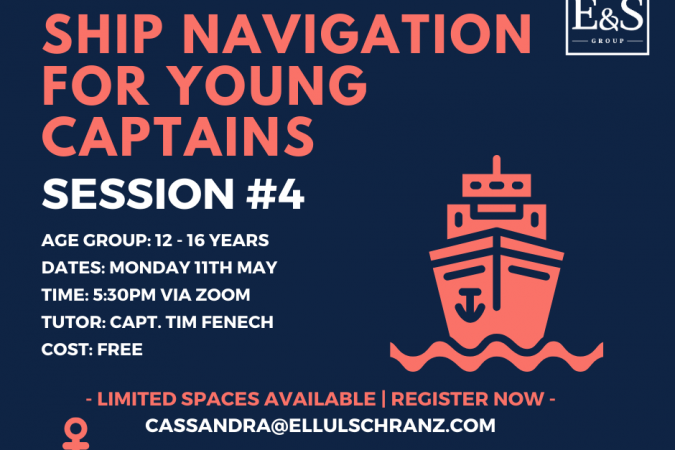 SHIP NAVIGATION
E&S
GROUP
FOR YOUNG
CAPTAINS
SESSION #4
AGE GROUP: 12 - 16 YEARS
DATES: MONDAY 11TH MAY
TIME: 5:30PM VIA ZOOM
TUTOR: CAPT. TIM FENECH
COST: FREE
- LIMITED SPACES AVAILABLE | REGISTER NOW -
CASSANDRA@ELLULSCHRANZ.COM